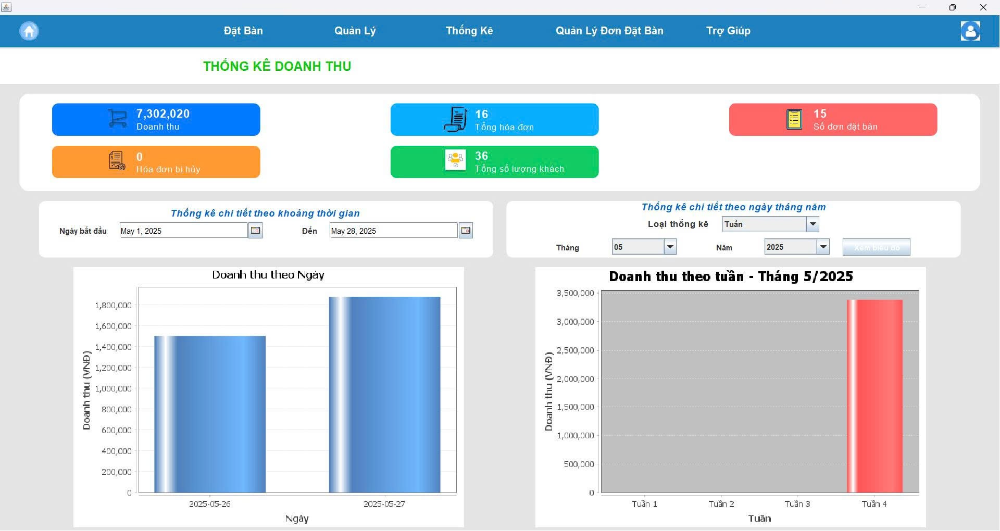 Đặt Bàn
Quản Lý
Thống Kê
Quản Lý Đơn Đặt Bàn
Trợ Giúp
THỐNG KÊ DOANH THU
7,302,020
Doanh thu
16
Tổng hóa đơn
15
Số đơn đặt bàn
0
Hóa đơn bị hủy
36
Tổng số lượng khách
Thống kê chi tiết theo khoảng thời gian
Ngày bắt đầu
May 1, 2025
Đến
May 28, 2025
Thống kê chi tiết theo ngày tháng năm
Loại thống kê
Tuần
Tháng
05
Năm
2025
Xem biểu đồ
Doanh thu theo Ngày
Doanh thu (VNĐ)
1,800,000
1,600,000
1,400,000
1,200,000
1,000,000
800,000
600,000
400,000
200,000
0
2025-05-26
2025-05-27
Ngày
Doanh thu theo tuần - Tháng 5/2025
Doanh thu (VNĐ)
3,500,000
3,000,000
2,500,000
2,000,000
1,500,000
1,000,000
500,000
0
Tuần 1
Tuần 2
Tuần 3
Tuần 4
Tuần